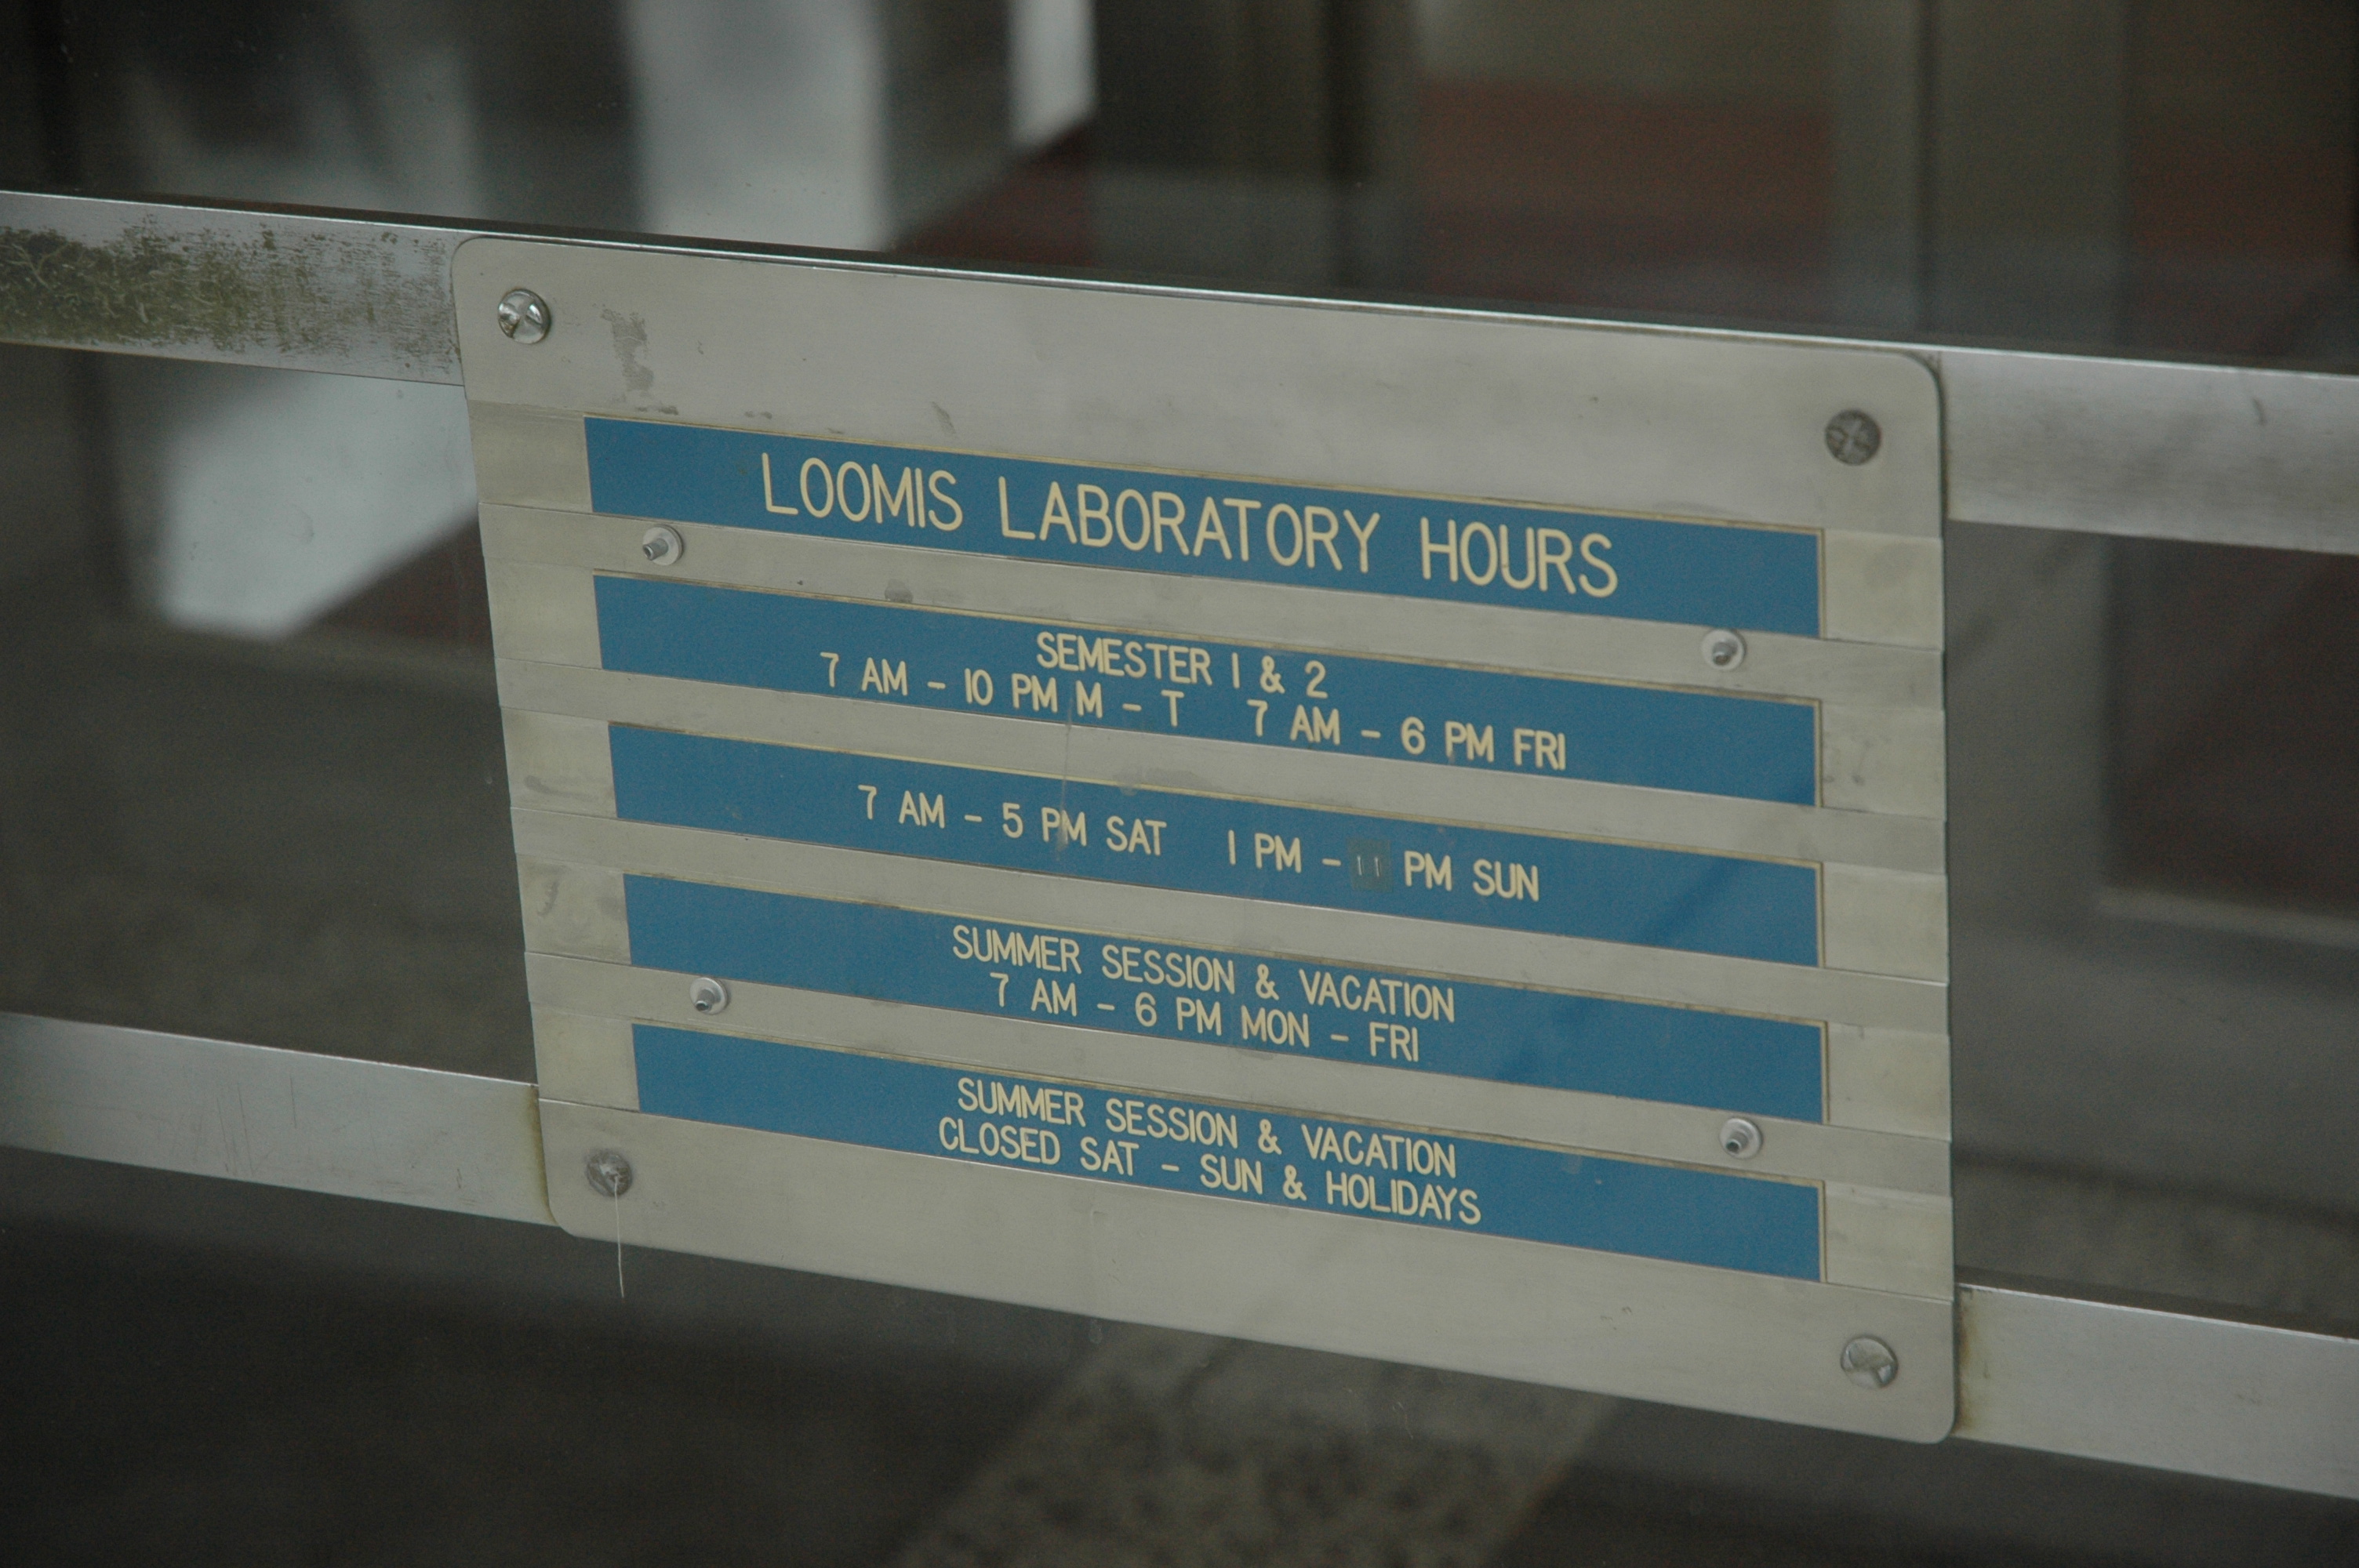 LOOMIS LABORATORY HOURS
SEMESTER 1 & 2
7 AM - 10 PM M - T 7 AM - 6 PM FRI
7 AM - 5 PM SAT 1 PM - 11 PM SUN
SUMMER SESSION & VACATION
7 AM - 6 PM MON - FRI
SUMMER SESSION & VACATION
CLOSED SAT - SUN & HOLIDAYS